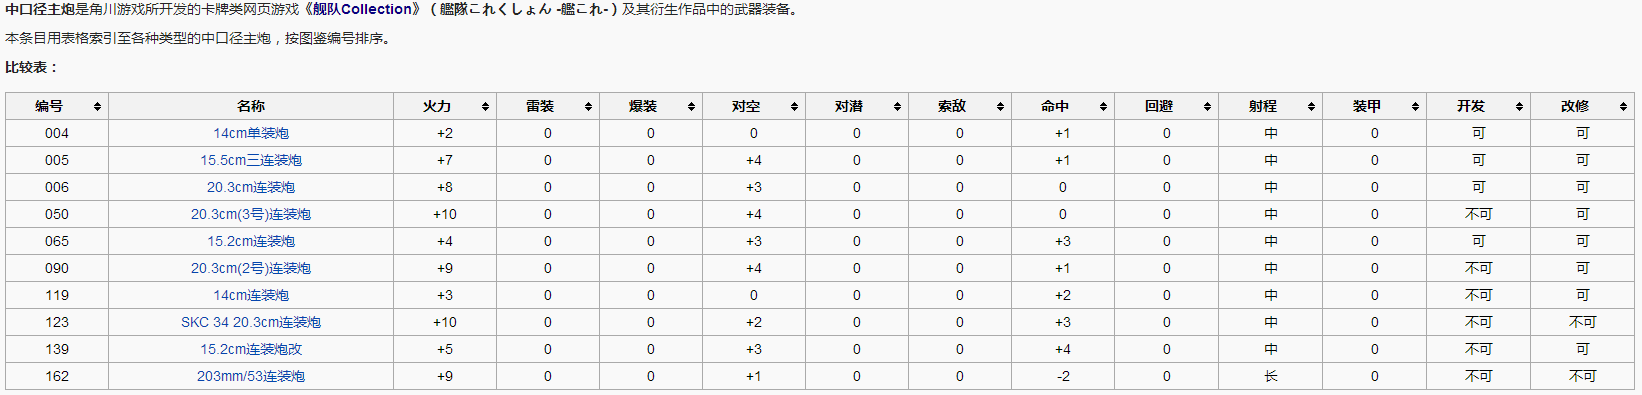 中口径主炮是角川游戏所开发的卡牌类网页游戏《舰队Collection》（艦隊これくしょん -艦これ-）及其衍生作品中的武器装备。
本条目用表格索引至各种类型的中口径主炮，按图鉴编号排序。
比较表：
编号 名称 火力 雷装 爆装 对空 对潜 索敌 命中 回避 射程 装甲 开发 改修
004 14cm单装炮 +2 0 0 0 0 0 +1 0 中 0 可 可
005 15.5cm三连装炮 +7 0 0 +4 0 0 +1 0 中 0 可 可
006 20.3cm连装炮 +8 0 0 +3 0 0 0 0 中 0 可 可
050 20.3cm(3号)连装炮 +10 0 0 +4 0 0 0 0 中 0 不可 可
065 15.2cm连装炮 +4 0 0 +3 0 0 +3 0 中 0 可 可
090 20.3cm(2号)连装炮 +9 0 0 +4 0 0 +1 0 中 0 不可 可
119 14cm连装炮 +3 0 0 0 0 0 +2 0 中 0 不可 可
123 SKC 34 20.3cm连装炮 +10 0 0 +2 0 0 +3 0 中 0 不可 不可
139 15.2cm连装炮改 +5 0 0 +3 0 0 +4 0 中 0 不可 可
162 203mm/53连装炮 +9 0 0 +1 0 0 -2 0 长 0 不可 不可